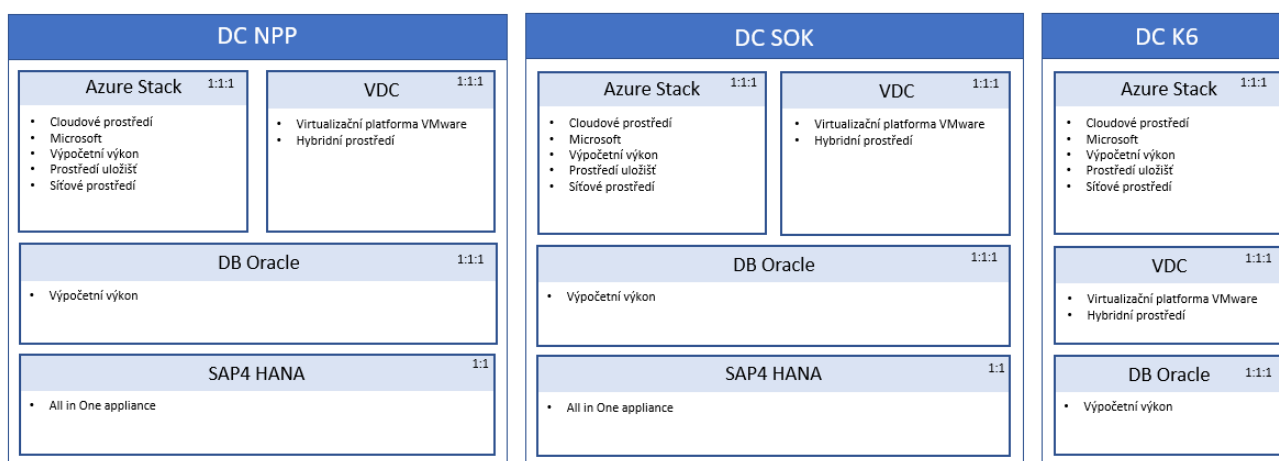 DC NPP
Azure Stack 1:1:1
• Cloudové prostředí
• Microsoft
• Výpočetní výkon
• Prostředí uložišť
• Síťové prostředí
VDC 1:1:1
• Virtualizační platforma VMware
• Hybridní prostředí
DB Oracle 1:1:1
• Výpočetní výkon
SAP4 HANA 1:1
• All in One appliance
DC SOK
Azure Stack 1:1:1
• Cloudové prostředí
• Microsoft
• Výpočetní výkon
• Prostředí uložišť
• Síťové prostředí
VDC 1:1:1
• Virtualizační platforma VMware
• Hybridní prostředí
DB Oracle 1:1:1
• Výpočetní výkon
SAP4 HANA 1:1
• All in One appliance
DC K6
Azure Stack 1:1:1
• Cloudové prostředí
• Microsoft
• Výpočetní výkon
• Prostředí uložišť
• Síťové prostředí
VDC 1:1:1
• Virtualizační platforma VMware
• Hybridní prostředí
DB Oracle 1:1:1
• Výpočetní výkon